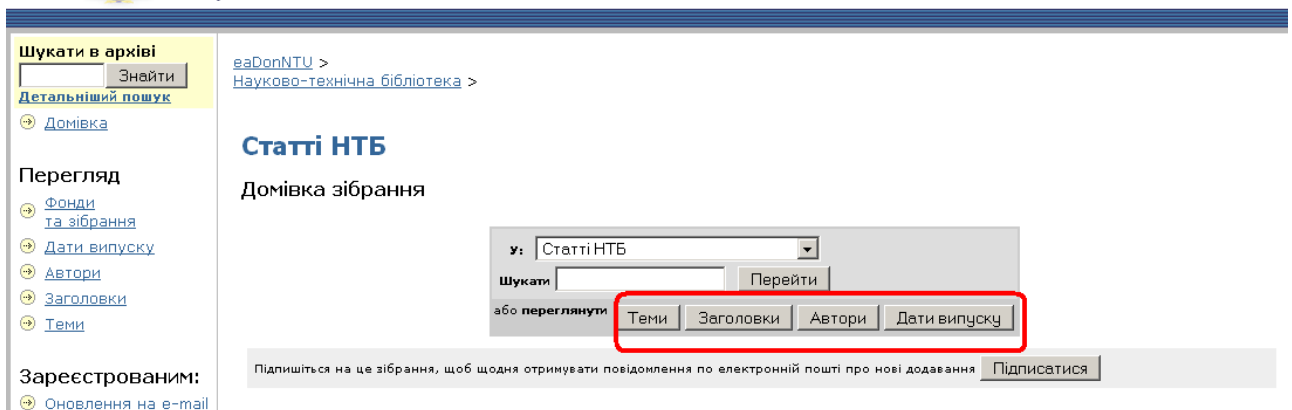 Шукати в архіві
Знайти
Детальніший пошук
Домівка
Перегляд
Фонди
та зібрання
Дати випуску
Автори
Заголовки
Теми
Зареєстрованим:
Оновлення на e-mail
eaDonNTU >
Науково-технічна бібліотека >
Статті НТБ
Домівка зібрання
У: Статті НТБ
Шукати Перейти
або переглянути Теми Заголовки Автори Дати випуску
Підпишіться на це зібрання, щоб щодня отримувати повідомлення по електронній пошті про нові додавання Підписатися